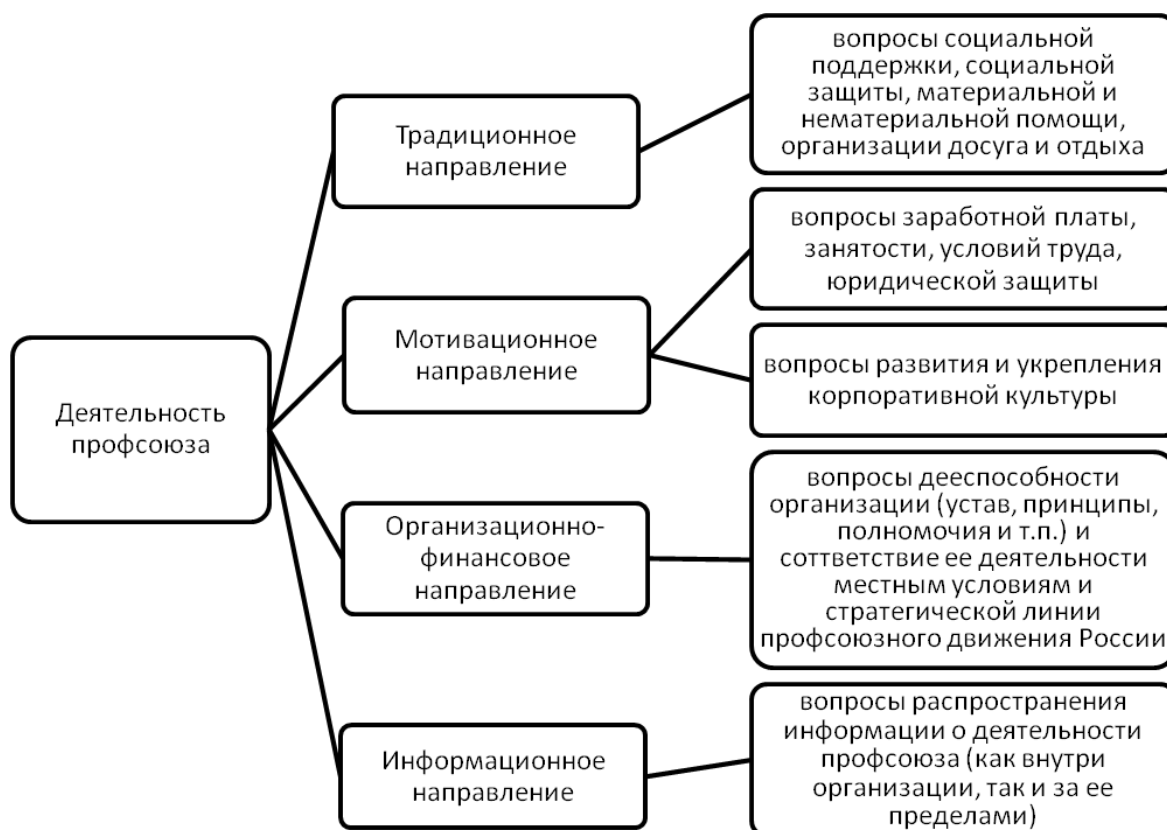 Деятельность
профсоюза
Традиционное
направление
вопросы социальной
поддержки, социальной
защиты, материальной и
нематериальной помощи,
организации досуга и отдыха
Мотивационное
направление
вопросы заработной платы,
занятости, условий труда,
юридической защиты
вопросы развития и укрепления
корпоративной культуры
Организационно-
финансовое
направление
вопросы дееспособности
организации (устав, принципы,
полномочия и т.п.) и
соттветствие ее деятельности
местным условиям и
стратегической линии
профсоюзного движения России
Информационное
направление
вопросы распространения
информации о деятельности
профсоюза (как внутри
организации, так и за ее
пределами)